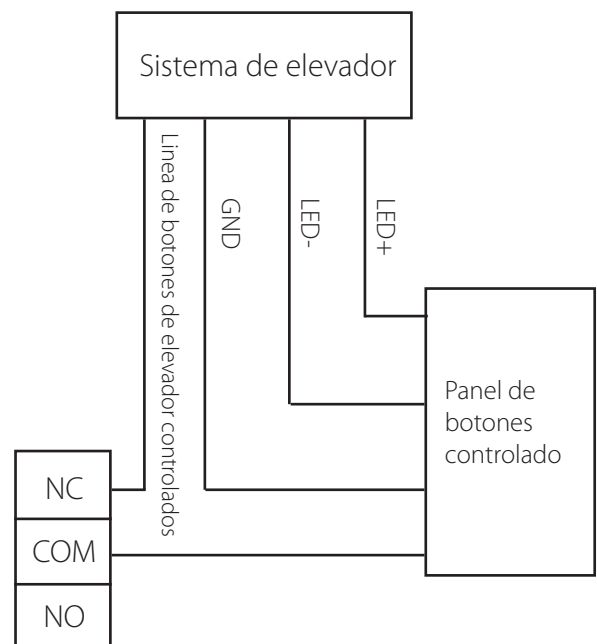 Sistema de elevador
Linea de botones de elevador controlados
GND
LED-
LED+
Panel de
botones
controlado
NC
COM
NO